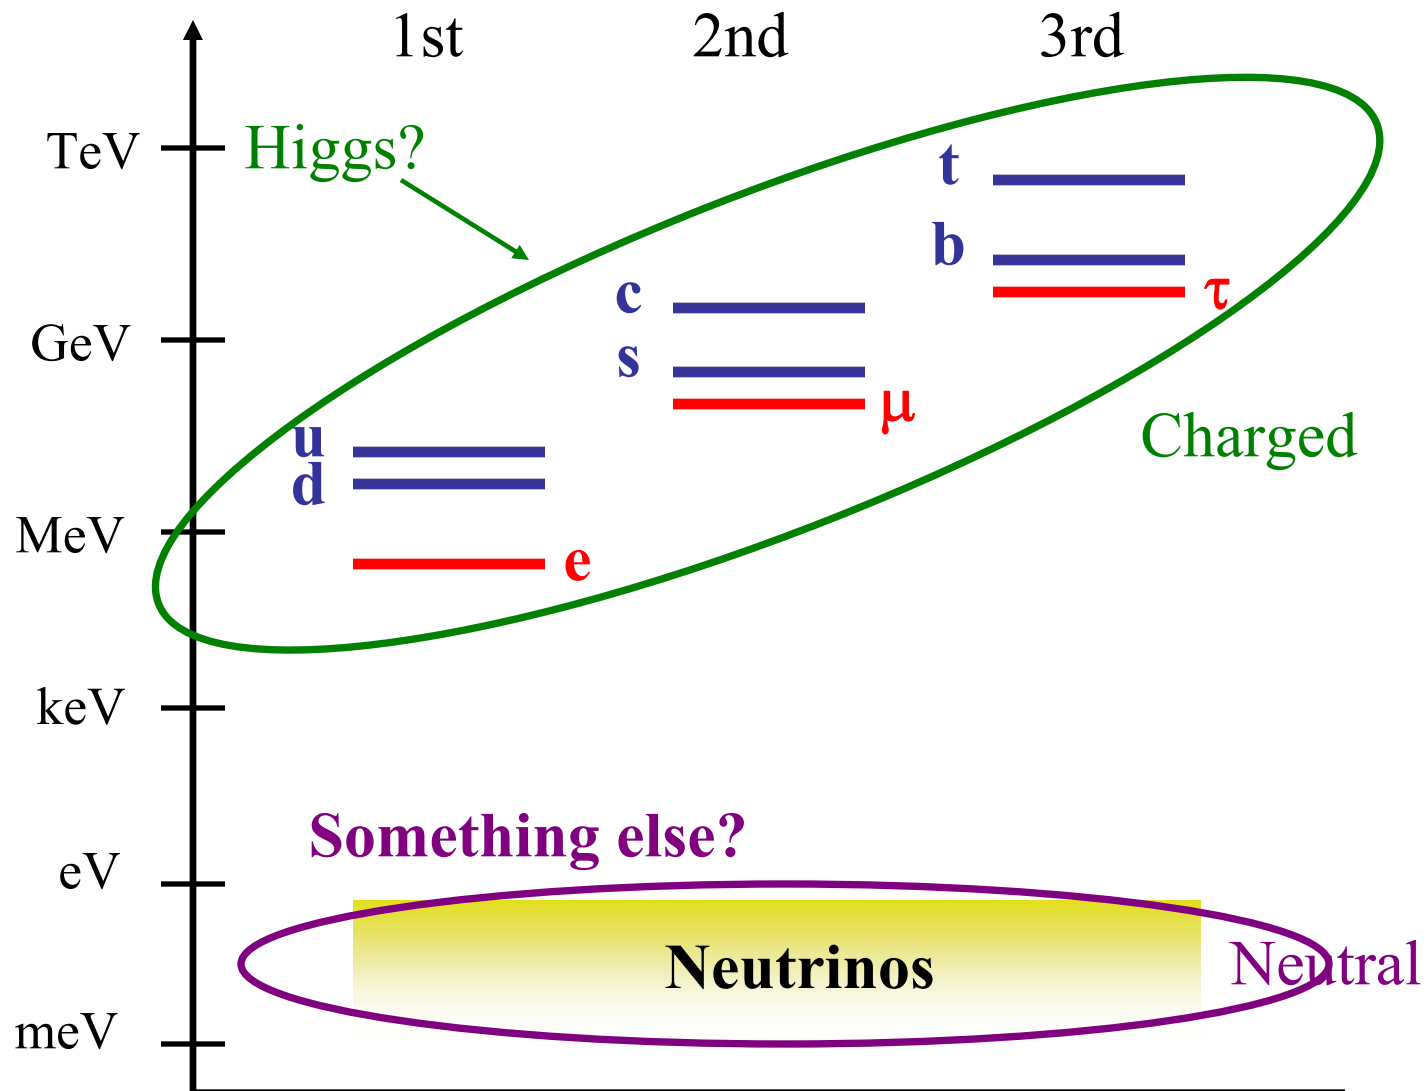 1st 2nd 3rd
TeV
Higgs?
t
b
c
τ
GeV
s
μ
u
Charged
d
MeV
e
keV
Something else?
eV
Neutrinos
Neutral
meV